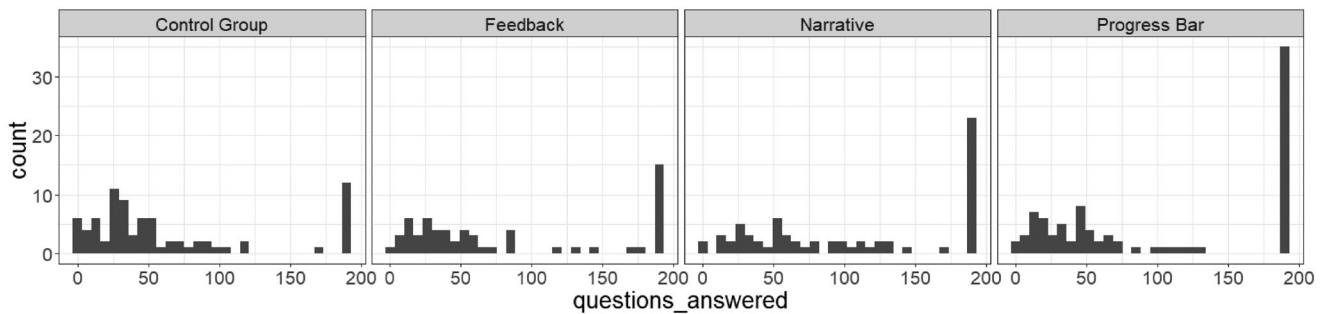 Control Group Feedback Narrative Progress Bar
count
30
20
10
0
0 50 100 150 200 0 50 100 150 200 0 50 100 150 200 0 50 100 150 200
questions_answered